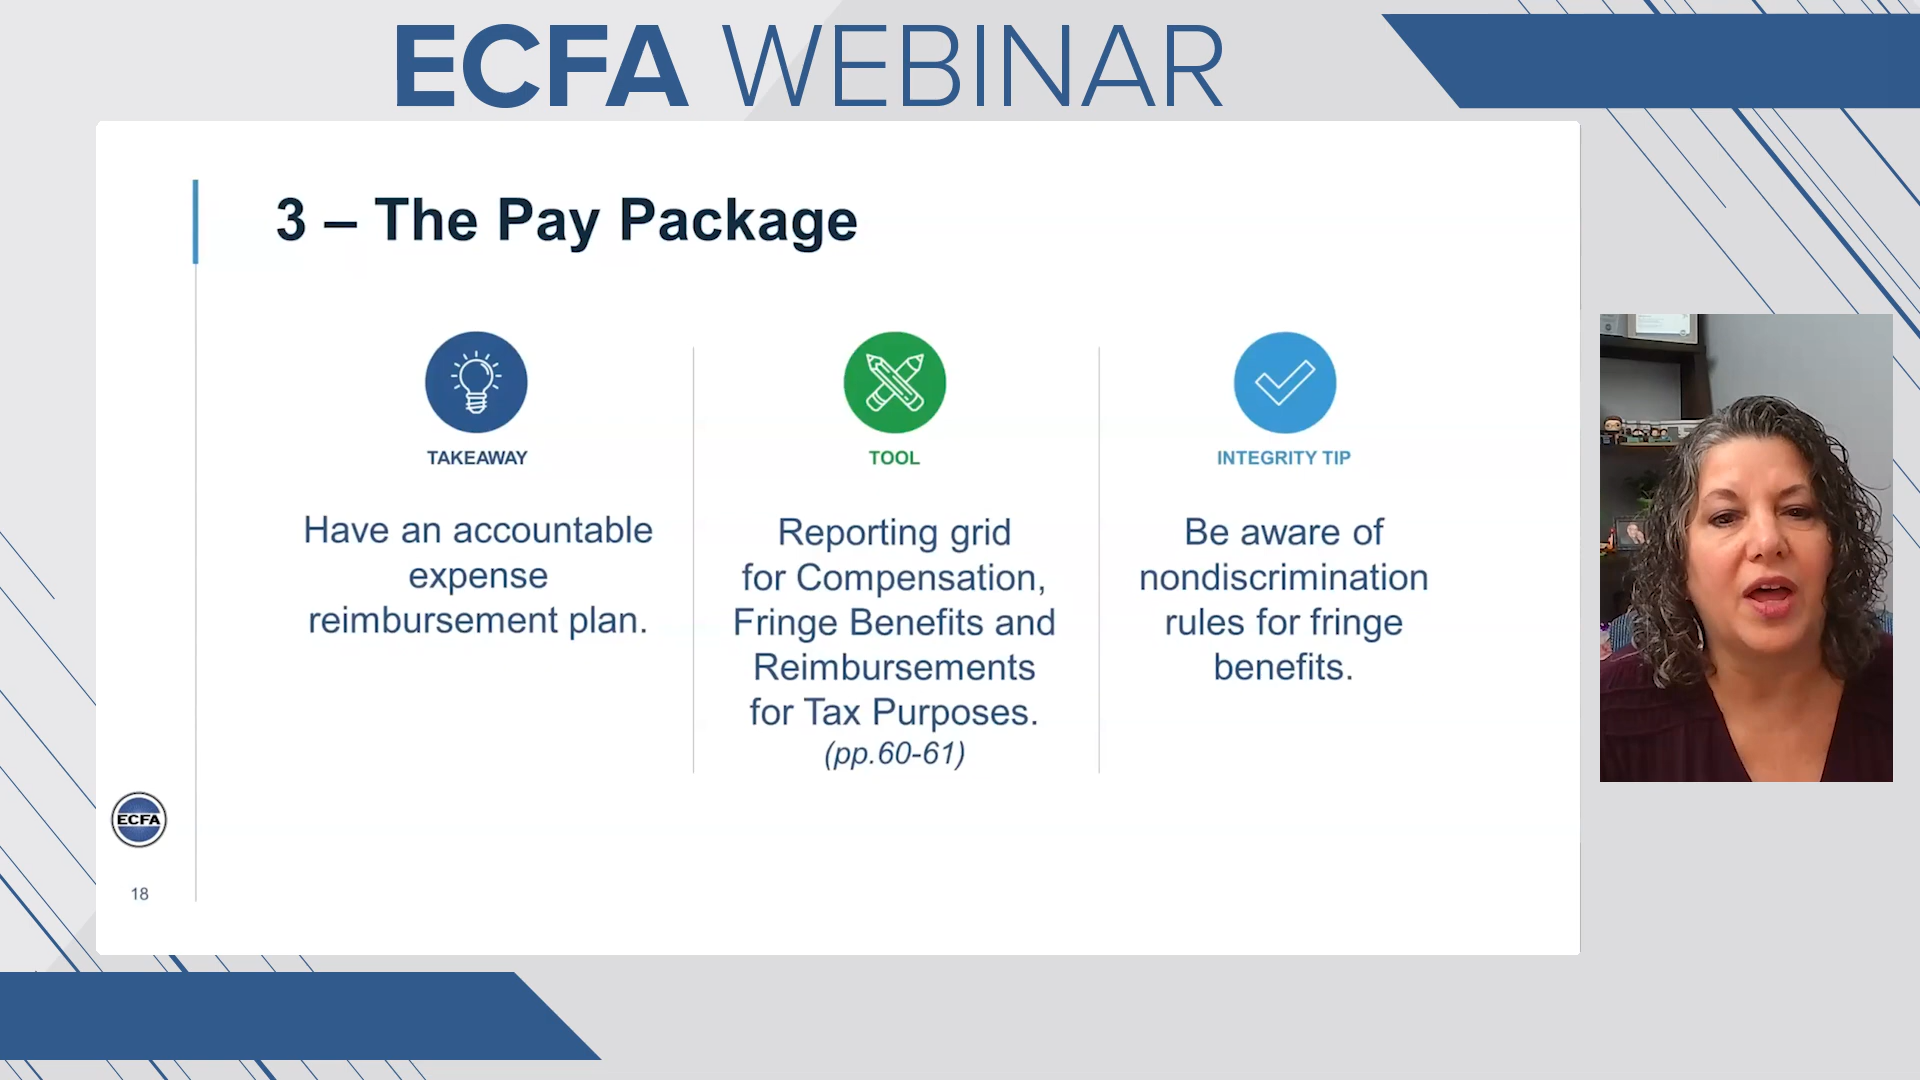 ECFA WEBINAR
3 – The Pay Package
TAKEAWAY
Have an accountable
expense
reimbursement plan.
TOOL
Reporting grid
for Compensation,
Fringe Benefits and
Reimbursements
for Tax Purposes.
(pp.60-61)
INTEGRITY TIP
Be aware of
nondiscrimination
rules for fringe
benefits.
ECFA
18